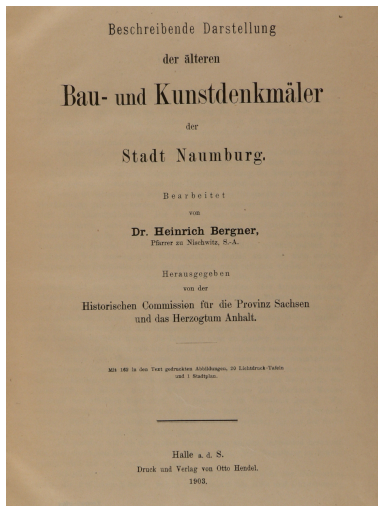 Beschreibende Darstellung
der älteren
Bau- und Kunstdenkmäler
der
Stadt Naumburg.
Bearbeitet
von
Dr. Heinrich Bergner,
Pfarrer zu Nischwitz, S.-A.
Herausgegeben
von der
Historischen Commission für die Provinz Sachsen
und das Herzogtum Anhalt.
Mit in den Text gedruckten Abbildungen, Lichtdruck-Tafeln
und 1 Stadtplan.
Halle a. d. S.
Druck und Verlag von Otto Hendel.
1903.